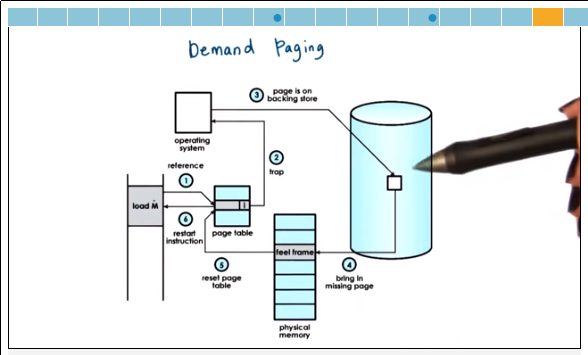 Demand Paging
3 page is on
backing store
operating
system
2
trap
reference
1
load M
i
6
restart
instruction
page table
feel frame
5
reset page
table
4
bring in
missing page
physical
memory